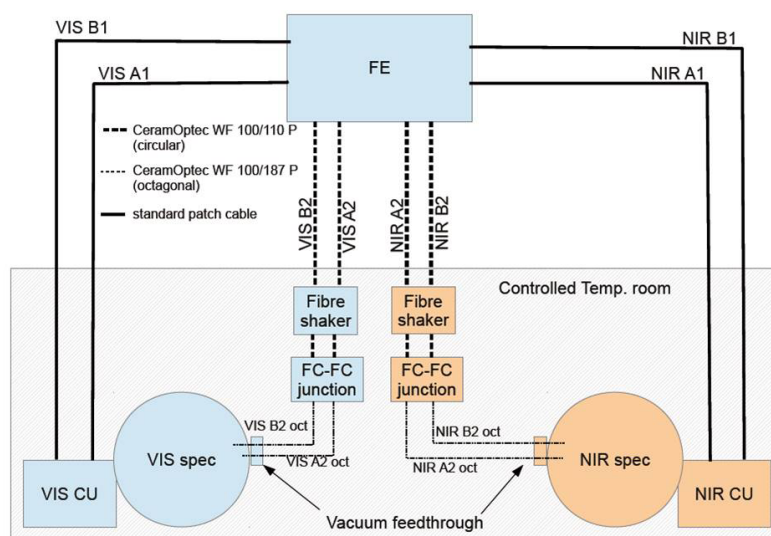 VIS B1
NIR B1
FE
VIS A1
NIR A1
CeramOptec WF 100/110 P
(circular)
CeramOptec WF 100/187 P
(octagonal)
standard patch cable
VIS B2
VIS A2
NIR A2
NIR B2
Controlled Temp. room
Fibre
shaker
Fibre
shaker
FC-FC
junction
FC-FC
junction
VIS B2 oct
NIR B2 oct
VIS spec
VIS A2 oct
NIR A2 oct
NIR spec
VIS CU
Vacuum feedthrough
NIR CU